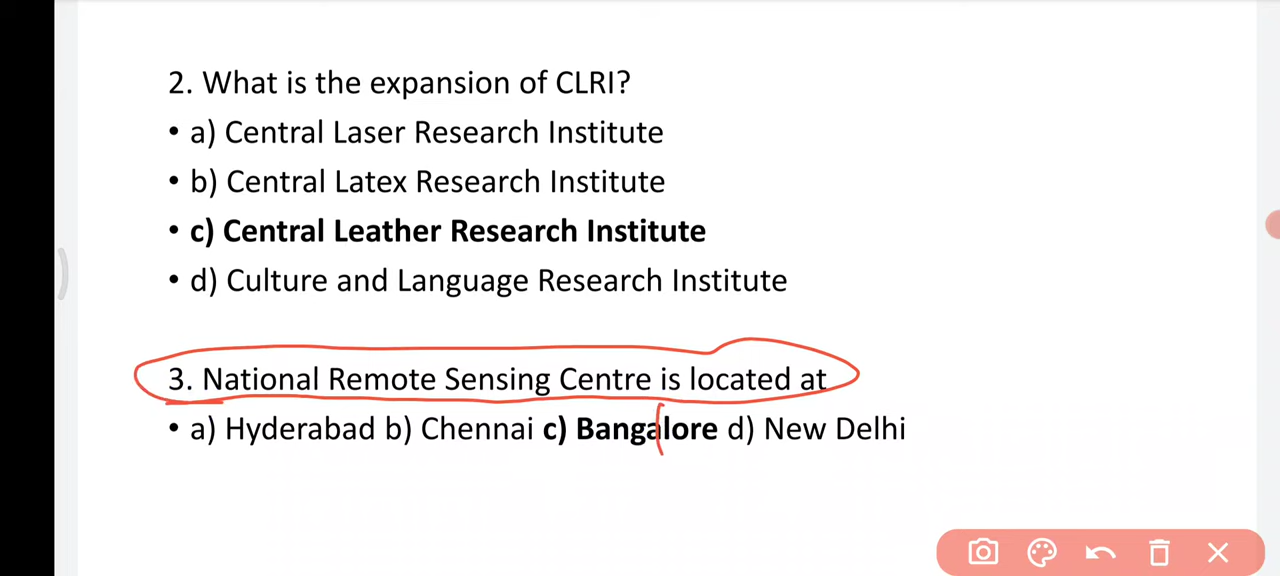 2. What is the expansion of CLRI?
• a) Central Laser Research Institute
• b) Central Latex Research Institute
• c) Central Leather Research Institute
• d) Culture and Language Research Institute
3. National Remote Sensing Centre is located at
• a) Hyderabad b) Chennai c) Bangalore d) New Delhi